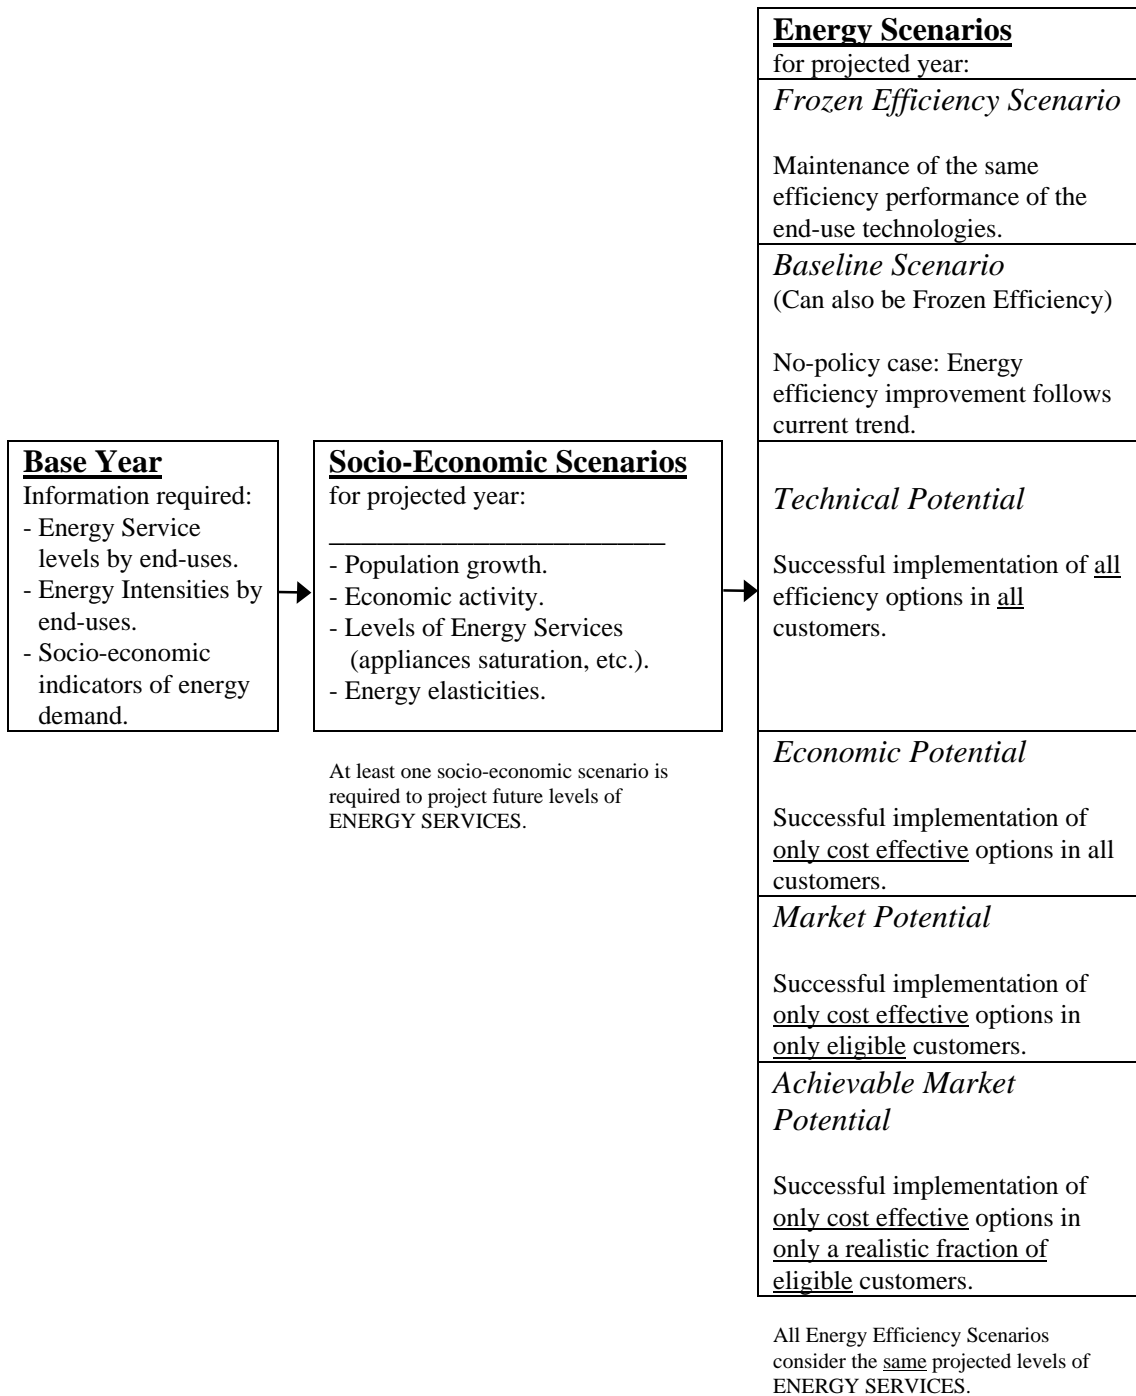 Base Year
Information required:
- Energy Service
levels by end-uses.
- Energy Intensities by
end-uses.
- Socio-economic
indicators of energy
demand.
Socio-Economic Scenarios
for projected year:
_____________________
- Population growth.
- Economic activity.
- Levels of Energy Services
(appliances saturation, etc.).
- Energy elasticities.
At least one socio-economic scenario is
required to project future levels of
ENERGY SERVICES.
Energy Scenarios
for projected year:
Frozen Efficiency Scenario
Maintenance of the same
efficiency performance of the
end-use technologies.
Baseline Scenario
(Can also be Frozen Efficiency)
No-policy case: Energy
efficiency improvement follows
current trend.
Technical Potential
Successful implementation of all
efficiency options in all
customers.
Economic Potential
Successful implementation of
only cost effective options in all
customers.
Market Potential
Successful implementation of
only cost effective options in
only eligible customers.
Achievable Market
Potential
Successful implementation of
only cost effective options in
only a realistic fraction of
eligible customers.
All Energy Efficiency Scenarios
consider the same projected levels of
ENERGY SERVICES.